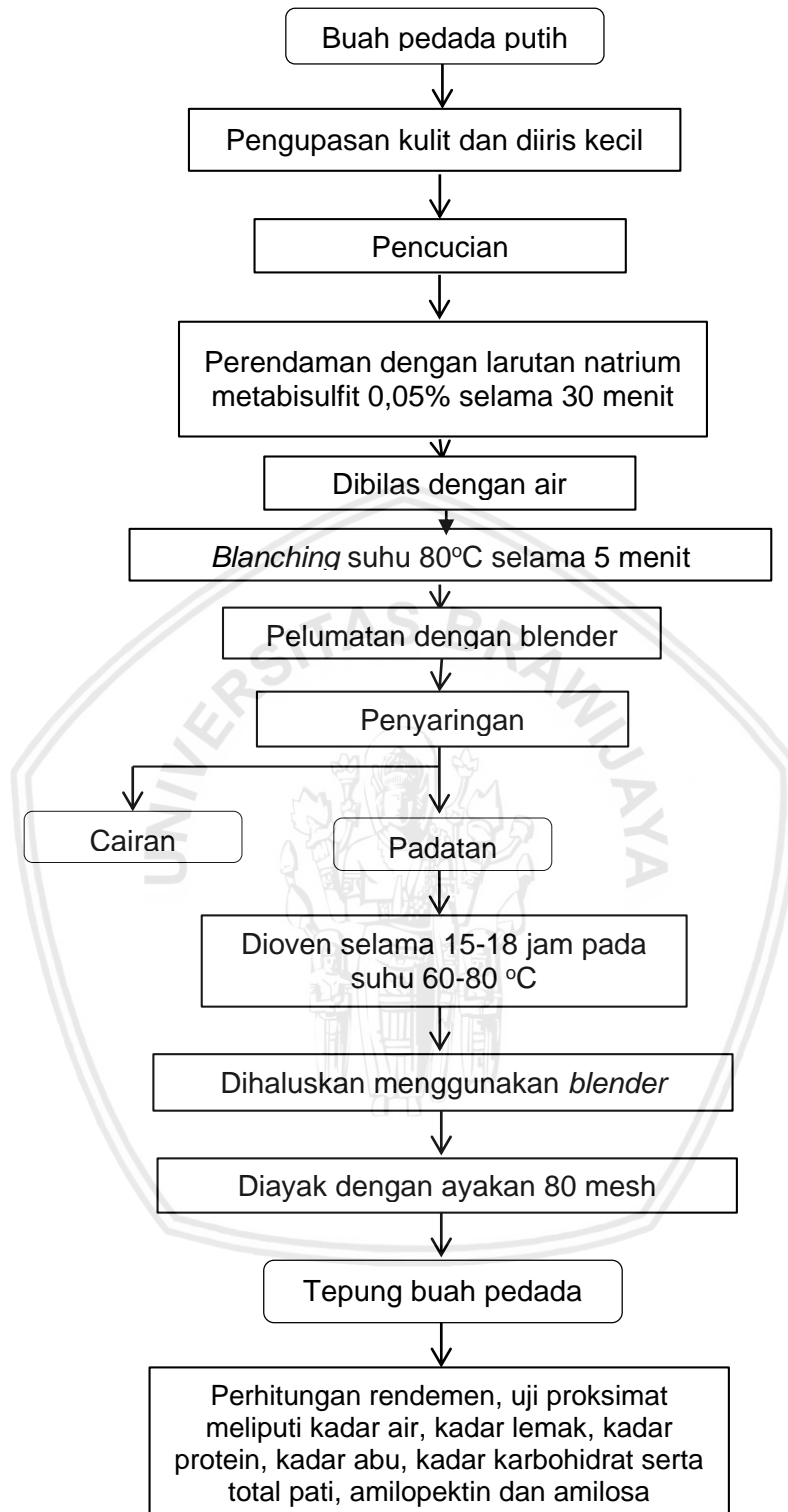 Buah pedada putih
Pengupasan kulit dan diiris kecil
Pencucian
Perendaman dengan larutan natrium
metabisulfit 0,05% selama 30 menit
Dibilas dengan air
Blanching suhu 80°C selama 5 menit
Pelumatan dengan blender
Penyaringan
Cairan
Padatan
Dioven selama 15-18 jam pada
suhu 60-80 °C
Dihaluskan menggunakan blender
Diayak dengan ayakan 80 mesh
Tepung buah pedada
Perhitungan rendemen, uji proksimat
meliputi kadar air, kadar lemak, kadar
protein, kadar abu, kadar karbohidrat serta
total pati, amilopektin dan amilosa
UNIVERSITAS BRAWIJAYA